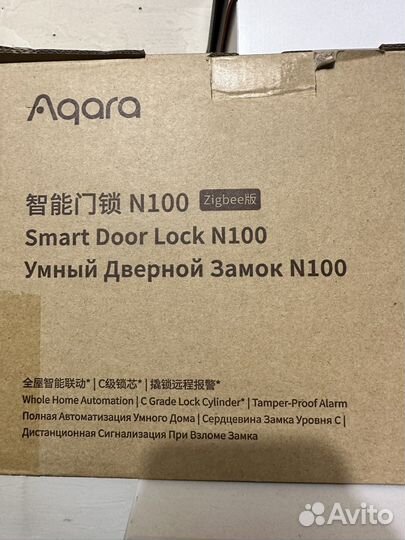 Aqara
智能门锁 N100 Zigbee版
Smart Door Lock N100
Умный Дверной Замок N100
全屋智能联动* | C级锁芯* | 撬锁远程报警*
Whole Home Automation | C Grade Lock Cylinder* | Tamper-Proof Alarm
Полная Автоматизация Умного Дома | Сердцевина Замка Уровня С |
Дистанционная Сигнализация При Взломе Замка
Avito